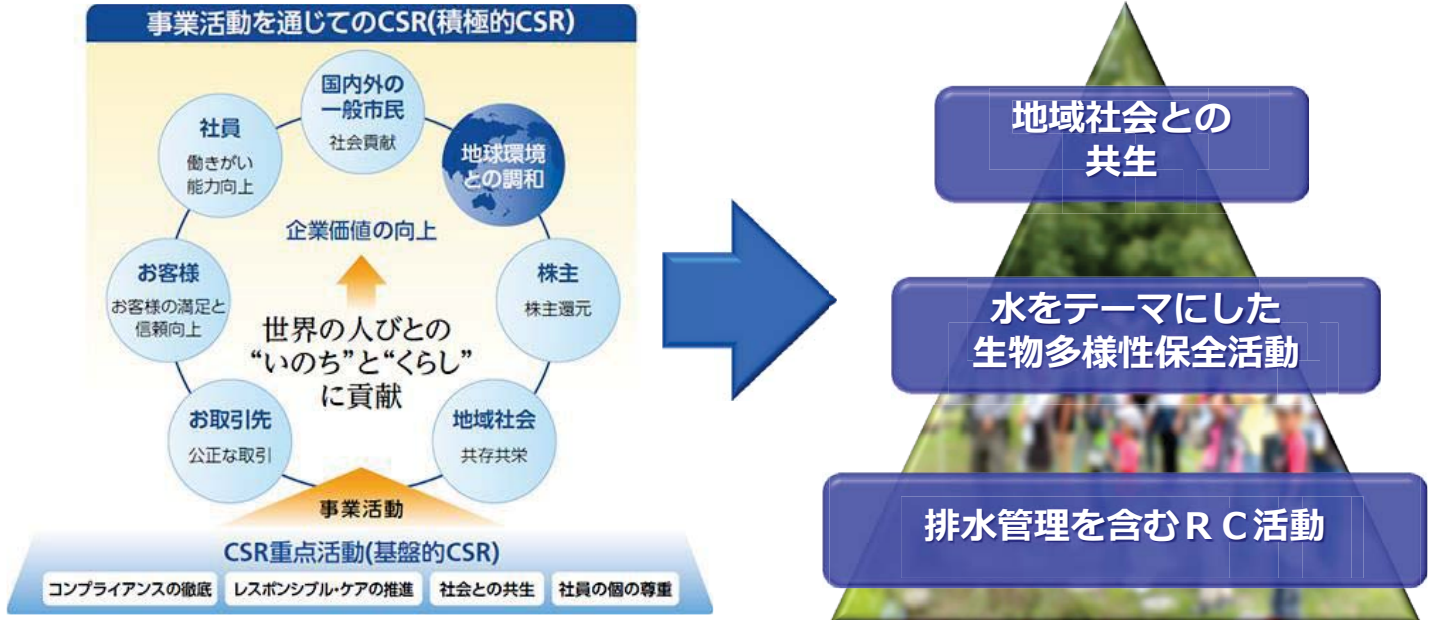 事業活動を通じてのCSR(積極的CSR)
国内外の
一般市民
社会貢献
社員
働きがい
能力向上
地球環境
との調和
企業価値の向上
お客様
お客様の満足と
信頼向上
株主
株主還元
世界の人びとの
“いのち”と“くらし”
に貢献
お取引先
公正な取引
地域社会
共存共栄
事業活動
CSR重点活動(基盤的CSR)
コンプライアンスの徹底
レスポンシブル・ケアの推進
社会との共生
社員の個の尊重
地域社会との
共生
水をテーマにした
生物多様性保全活動
排水管理を含むRC活動